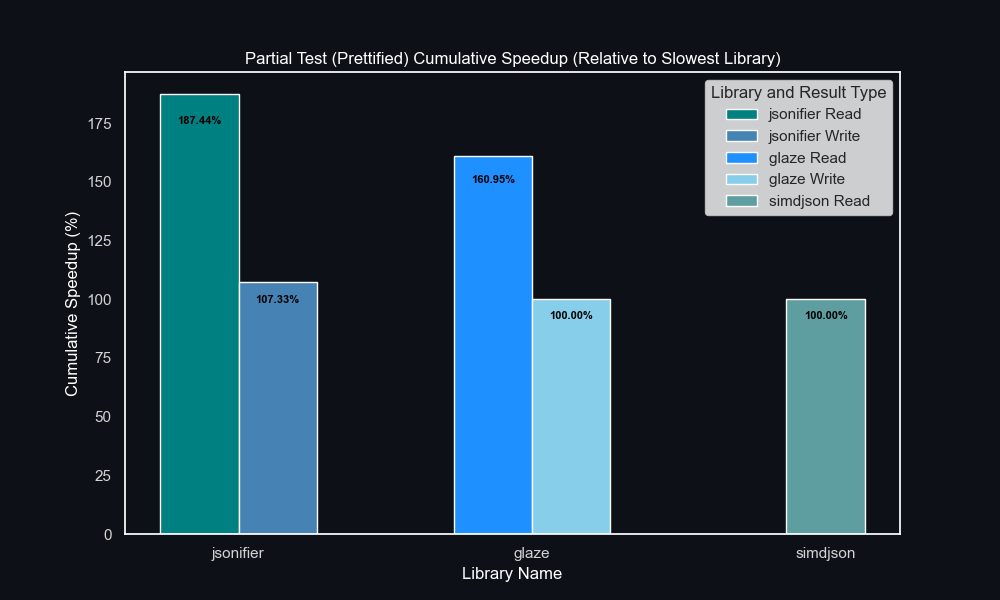 Partial Test (Prettified) Cumulative Speedup (Relative to Slowest Library)
Library and Result Type
jsonifier Read
jsonifier Write
glaze Read
glaze Write
simdjson Read
Cumulative Speedup (%)
175
150
125
100
75
50
25
0
187.44%
107.33%
160.95%
100.00%
100.00%
jsonifier
glaze
simdjson
Library Name